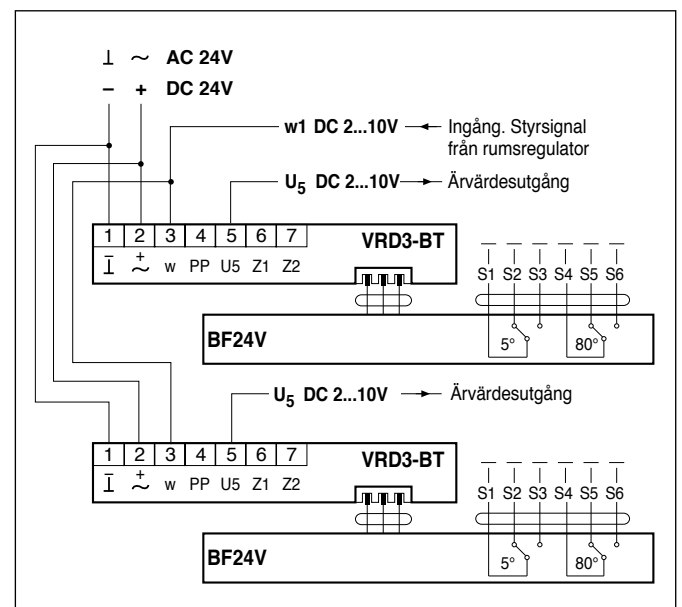 ⊥ ~ AC 24V
– + DC 24V
w1 DC 2...10V Ingång. Styrsignal
från rumsregulator
U5 DC 2...10V Ärvärdesutgång
1 2 3 4 5 6 7 VRD3-BT
⊥ ~+ w PP U5 Z1 Z2
S1 S2 S3 S4 S5 S6
BF24V 5° 80°
U5 DC 2...10V Ärvärdesutgång
1 2 3 4 5 6 7 VRD3-BT
⊥ ~+ w PP U5 Z1 Z2
S1 S2 S3 S4 S5 S6
BF24V 5° 80°